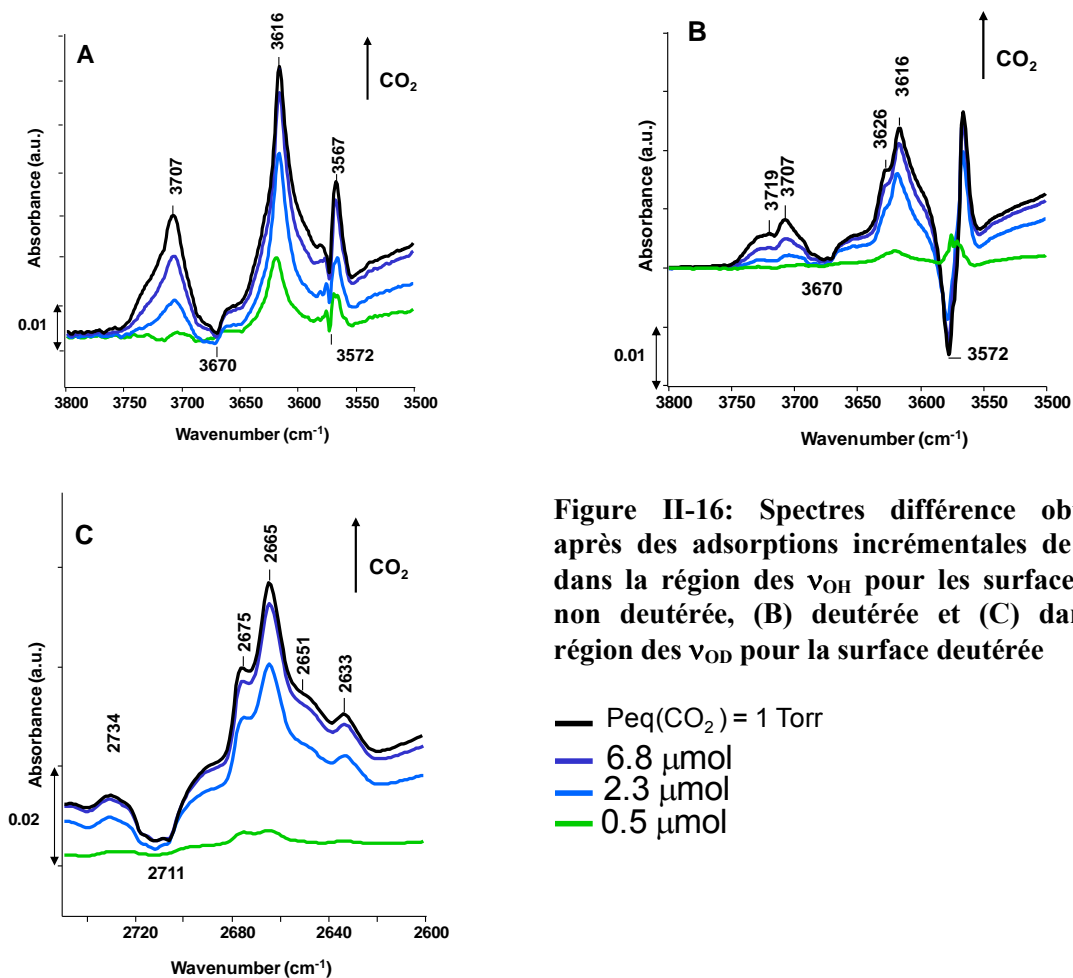 A
3616
CO2
3707
3567
Absorbance (a.u.)
0.01
3670
3572
3800 3750 3700 3650 3600 3550 3500
Wavenumber (cm-1)
B
CO2
3616
3626
3719
3707
Absorbance (a.u.)
0.01
3670
3572
3800 3750 3700 3650 3600 3550 3500
Wavenumber (cm-1)
C
CO2
2665
2675
2651
2633
2734
Absorbance (a.u.)
0.02
2711
2720 2680 2640 2600
Wavenumber (cm-1)
Figure II-16: Spectres différence ob
après des adsorptions incrémentales de
dans la région des νOH pour les surface
non deutérée, (B) deutérée et (C) da
région des νOD pour la surface deutérée
Peq(CO2) = 1 Torr
6.8 μmol
2.3 μmol
0.5 μmol